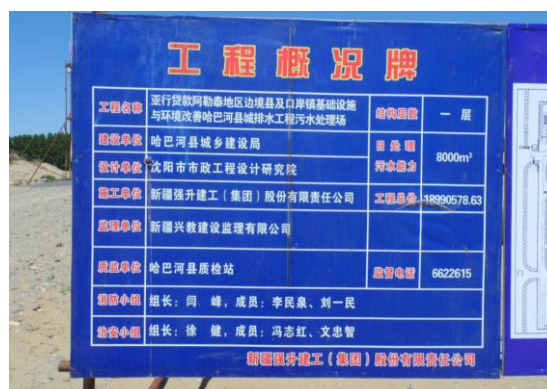 工程概况牌
工程名称 亚行贷款阿勒泰地区边境县及口岸镇基础设施 结构层数 一 层
与环境改善哈巴河县城排水工程污水处理场
建设单位 哈巴河县城乡建设局 日 处 理 8000m³
设计单位 沈阳市市政工程设计研究院 污水能力
施工单位 新疆强升建工(集团)股份有限责任公司 工程总价 18990578.63
监理单位 新疆兴教建设监理有限公司
质监单位 哈巴河县质检站 监督电话 6622615
消防小组 组长:闫 峰,成员:李民泉、刘一民
治安小组 组长:徐 健,成员:冯志红、文忠智
新疆强升建工(集团)股份有限责任公司